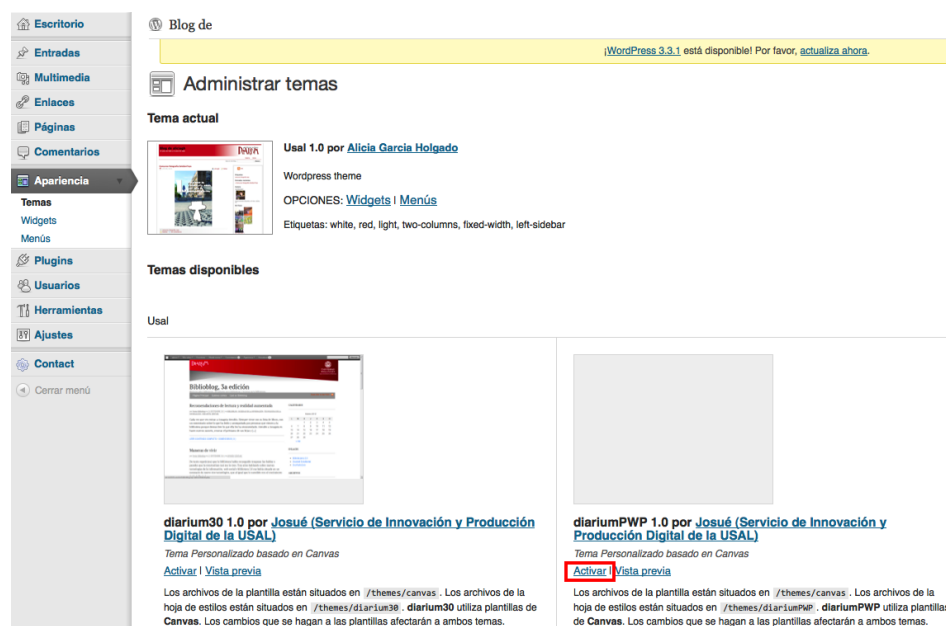 Escritorio
Entradas
Multimedia
Enlaces
Páginas
Comentarios
Apariencia
Temas
Widgets
Menús
Plugins
Usuarios
Herramientas
Ajustes
Contact
Cerrar menú
Blog de
¡WordPress 3.3.1 está disponible! Por favor, actualiza ahora.
Administrar temas
Tema actual
Usal 1.0 por Alicia Garcia Holgado
Wordpress theme
OPCIONES: Widgets | Menús
Etiquetas: white, red, light, two-columns, fixed-width, left-sidebar
Temas disponibles
Usal
Biblioblog, 3a edición
diarium30 1.0 por Josué (Servicio de Innovación y Producción
Digital de la USAL)
Tema Personalizado basado en Canvas
Activar | Vista previa
Los archivos de la plantilla están situados en /themes/canvas . Los archivos de la
hoja de estilos están situados en /themes/diarium30 . diarium30 utiliza plantillas de
Canvas. Los cambios que se hagan a las plantillas afectarán a ambos temas.
diariumPWP 1.0 por Josué (Servicio de Innovación y
Producción Digital de la USAL)
Tema Personalizado basado en Canvas
Activar | Vista previa
Los archivos de la plantilla están situados en /themes/canvas . Los archivos de la
hoja de estilos están situados en /themes/diariumPWP . diariumPWP utiliza plantillas
de Canvas. Los cambios que se hagan a las plantillas afectarán a ambos temas.